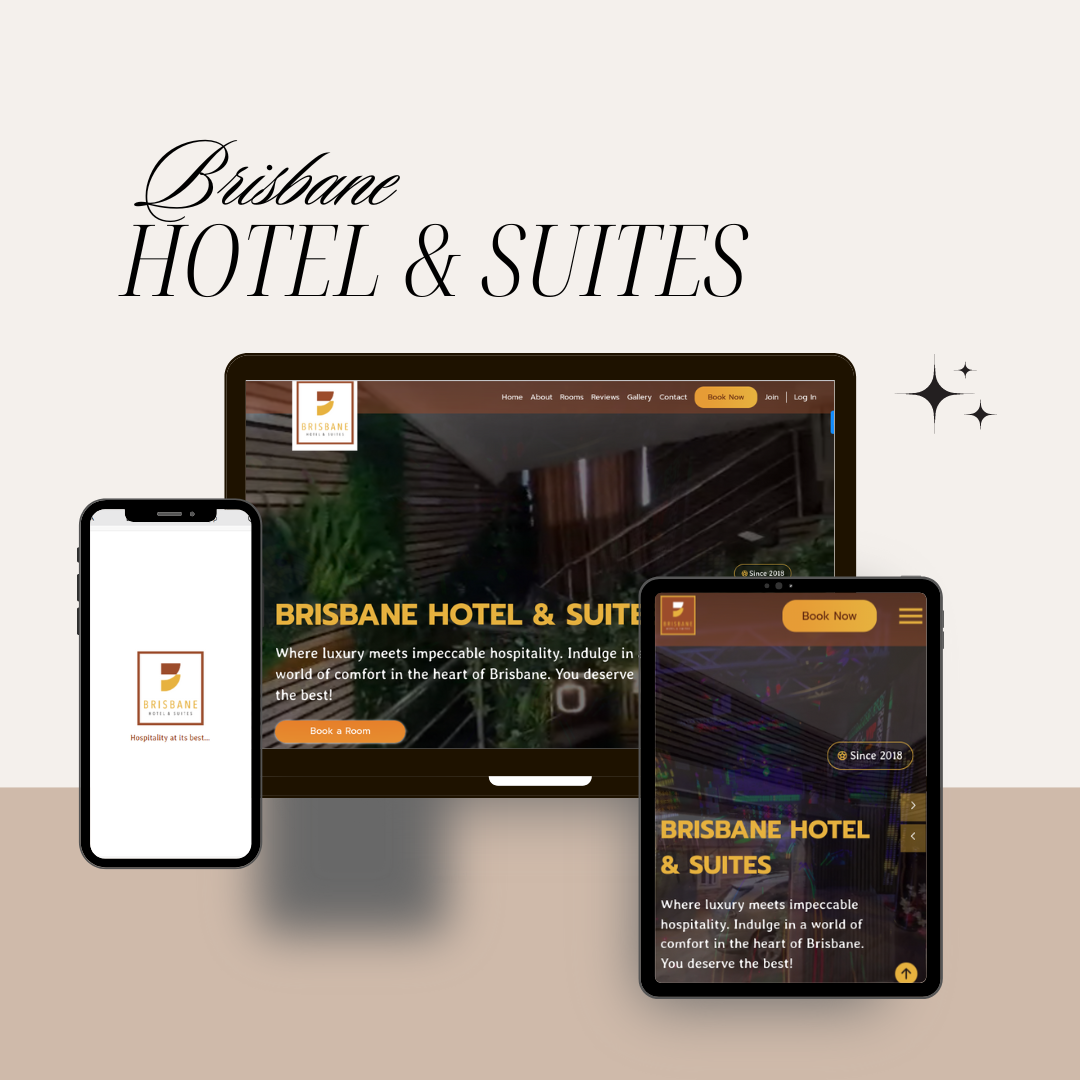 Brisbane
HOTEL & SUITES
BRISBANE
HOTEL & SUITES
Home About Rooms Reviews Gallery Contact Book Now Join | Log In
Since 2018
BRISBANE HOTEL & SUITE
Where luxury meets impeccable hospitality. Indulge in
world of comfort in the heart of Brisbane. You deserve
the best!
Book a Room
BRISBANE
HOTEL & SUITES
Hospitality at its best...
BRISBANE
Book Now
Since 2018
BRISBANE HOTEL
& SUITES
Where luxury meets impeccable
hospitality. Indulge in a world of
comfort in the heart of Brisbane.
You deserve the best!